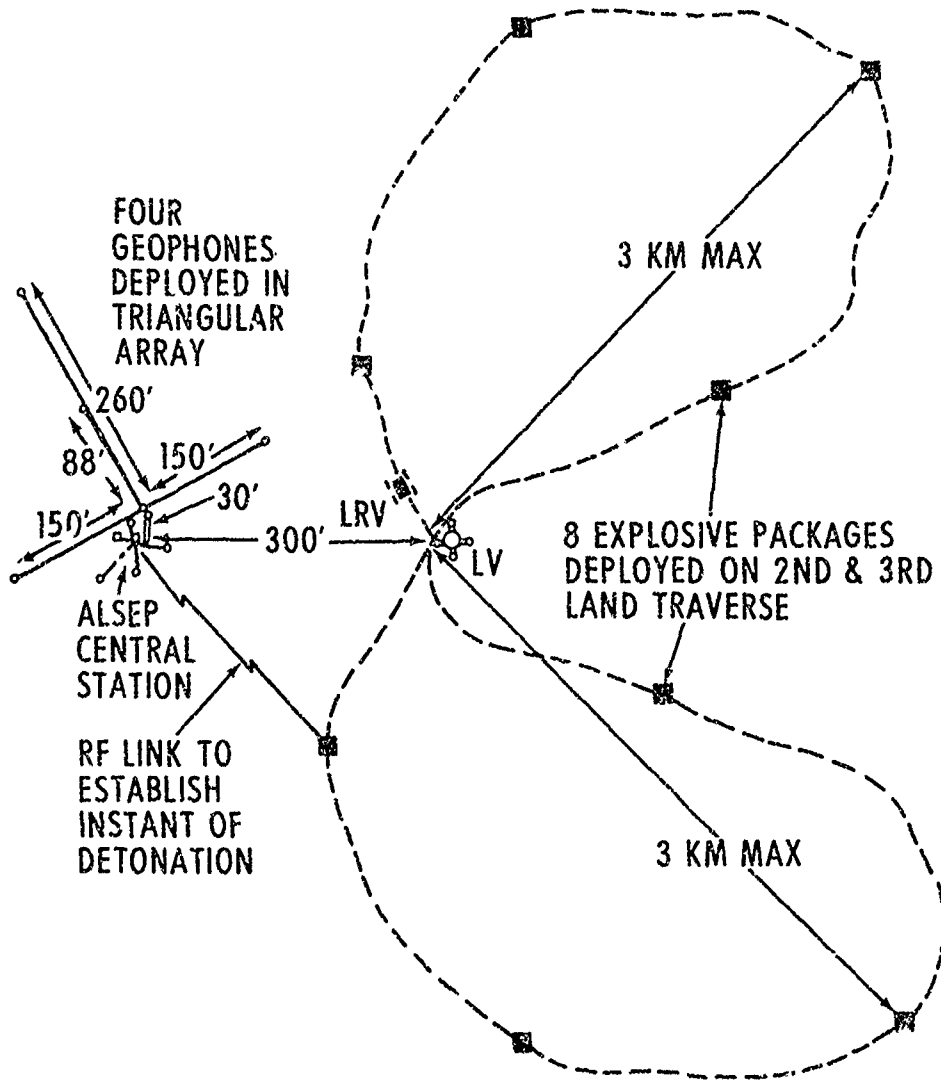 FOUR
GEOPHONES
DEPLOYED IN
TRIANGULAR
ARRAY
3 KM MAX
260'
88'
150'
30'
150'
LRV
300'
LV
8 EXPLOSIVE PACKAGES
DEPLOYED ON 2ND & 3RD
LAND TRAVERSE
ALSEP
CENTRAL
STATION
RF LINK TO
ESTABLISH
INSTANT OF
DETONATION
3 KM MAX